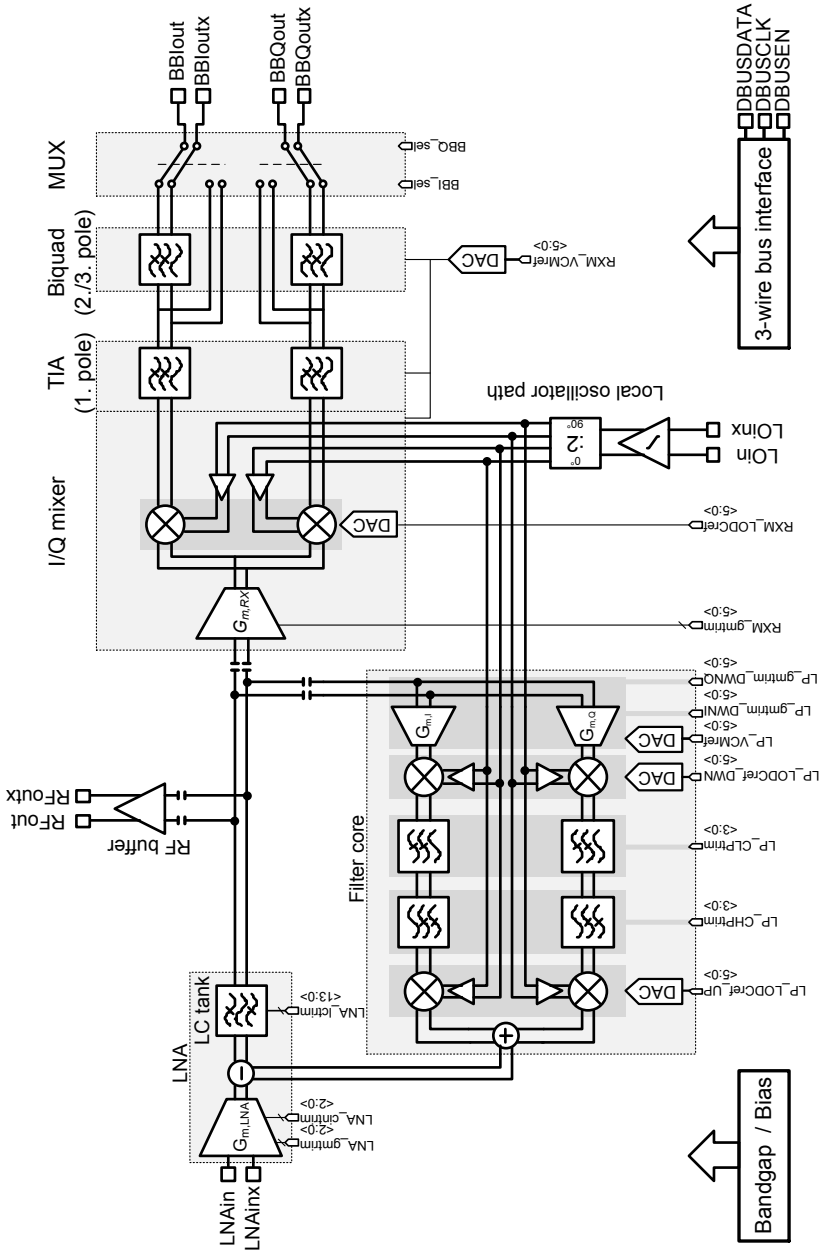 LNAin
LNAinx
G_m,LNA
LNA_gmtrim
<2:0>
LNA_cintrim
<2:0>
LNA
LC tank
LNA_lctrim
<13:0>
RF buffer
RFout
RFoutx
I/Q mixer
G_m,RX
RXM_gmtrim
<5:0>
DAC
RXM_LODCref
<5:0>
TIA
(1. pole)
Biquad
(2./3. pole)
DAC
RXM_VCMref
<5:0>
MUX
BBI_sel
BBQ_sel
BBIout
BBIoutx
BBQout
BBQoutx
Local oscillator path
0°
:2
90°
LOin
LOinx
Filter core
G_m,I
G_m,Q
LP_gmtrim_DWNQ
<5:0>
LP_gmtrim_DWNI
<5:0>
DAC
LP_VCMref
<5:0>
DAC
LP_LODCref_DWN
<5:0>
LP_CLPtrim
<3:0>
LP_CHPtrim
<3:0>
DAC
LP_LODCref_UP
<5:0>
Bandgap / Bias
3-wire bus interface
DBUSDATA
DBUSCLK
DBUSEN